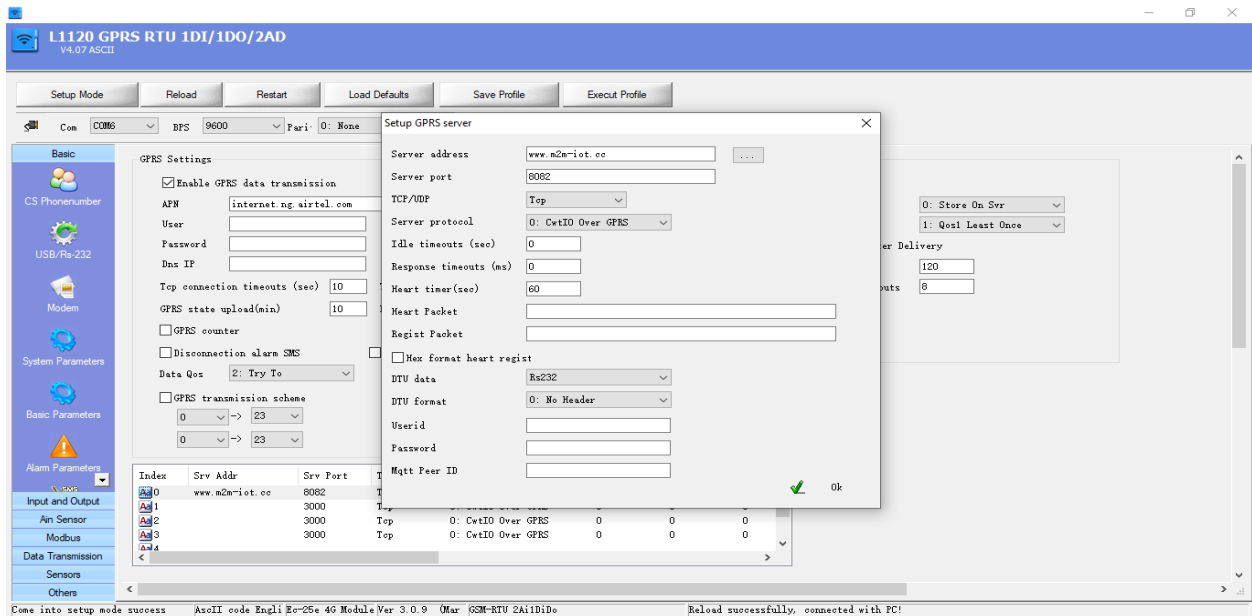 L1120 GPRS RTU 1DI/1DO/2AD
V4.07 ASCII
Setup Mode Reload Restart Load Defaults Save Profile Execut Profile
Com COM6 BPS 9600 Pari 0: None
Basic
CS Phonenumber
USB/Rs-232
Modem
System Parameters
Basic Parameters
Alarm Parameters
Input and Output
Ain Sensor
Modbus
Data Transmission
Sensors
Others
GPRS Settings
Enable GPRS data transmission
APN internet.ng.airtel.com
User
Password
Dns IP
Tcp connection timeouts (sec) 10
GPRS state upload(min) 10
GPRS counter
Disconnection alarm SMS
Data Qos 2: Try To
GPRS transmission scheme
0 -> 23
0 -> 23
Setup GPRS server
Server address www.m2m-iot.cc ...
Server port 8082
TCP/UDP Tcp
Server protocol 0: CwtIO Over GPRS
Idle timeouts (sec) 0
Response timeouts (ms) 0
Heart timer(sec) 60
Heart Packet
Regist Packet
Hex format heart regist
DTU data Rs232
DTU format 0: No Header
Userid
Password
Mqtt Peer ID
Ok
0: Store On Svr
1: Qos1 Least Once
er Delivery
120
outs 8
Index Srv Addr Srv Port
0 www.m2m-iot.cc 8082
1 3000
2 3000 Tcp 0: CwtIO Over GPRS 0 0 0
3 3000 Tcp 0: CwtIO Over GPRS 0 0 0
4
Come into setup mode success AscII code Engli Ec-25e 4G Module Ver 3.0.9 (Mar GSM-RTU 2Ai1DiDo Reload successfully, connected with PC!